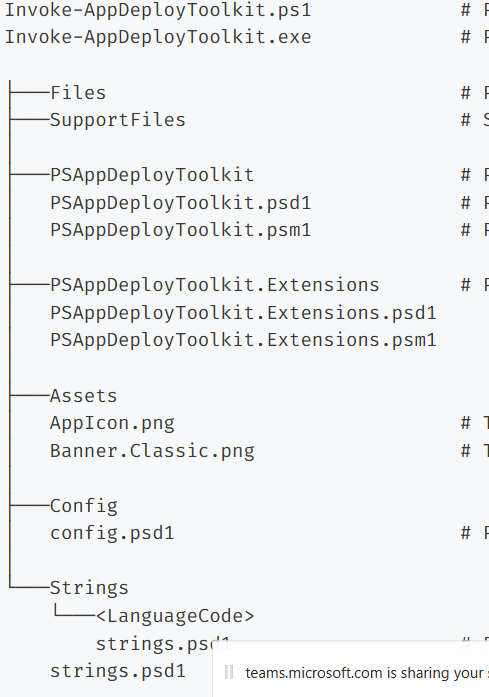 Invoke-AppDeployToolkit.ps1 #
Invoke-AppDeployToolkit.exe #
├───Files #
├───SupportFiles #
├───PSAppDeployToolkit #
│   PSAppDeployToolkit.psd1 #
│   PSAppDeployToolkit.psm1 #
├───PSAppDeployToolkit.Extensions #
│   PSAppDeployToolkit.Extensions.psd1
│   PSAppDeployToolkit.Extensions.psm1
├───Assets
│   AppIcon.png #
│   Banner.Classic.png #
├───Config
│   config.psd1 #
└───Strings
    └───<LanguageCode>
        strings.psd1 #
    strings.psd1
teams.microsoft.com is sharing your